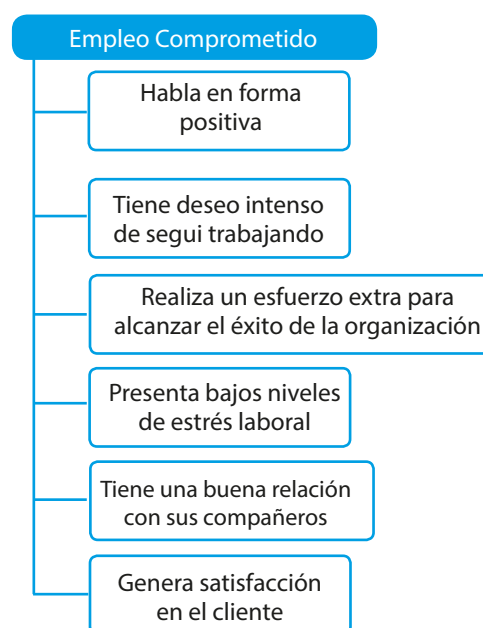 Empleo Comprometido
Habla en forma
positiva
Tiene deseo intenso
de segui trabajando
Realiza un esfuerzo extra para
alcanzar el éxito de la organización
Presenta bajos niveles
de estrés laboral
Tiene una buena relación
con sus compañeros
Genera satisfacción
en el cliente